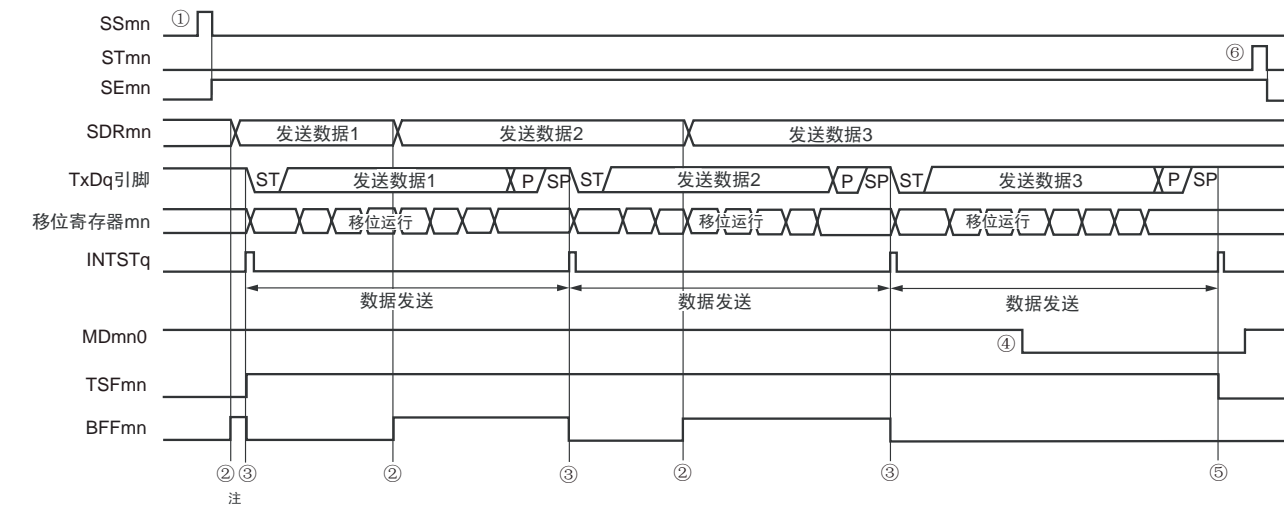 SSmn ①
STmn ⑥
SEmn
SDRmn 发送数据1 发送数据2 发送数据3
TxDq引脚 ST 发送数据1 P SP ST 发送数据2 P SP ST 发送数据3 P SP
移位寄存器mn 移位运行 移位运行 移位运行
INTSTq
数据发送 数据发送 数据发送
MDmn0 ④
TSFmn
BFFmn
② ③ ② ③ ② ③ ⑤
注